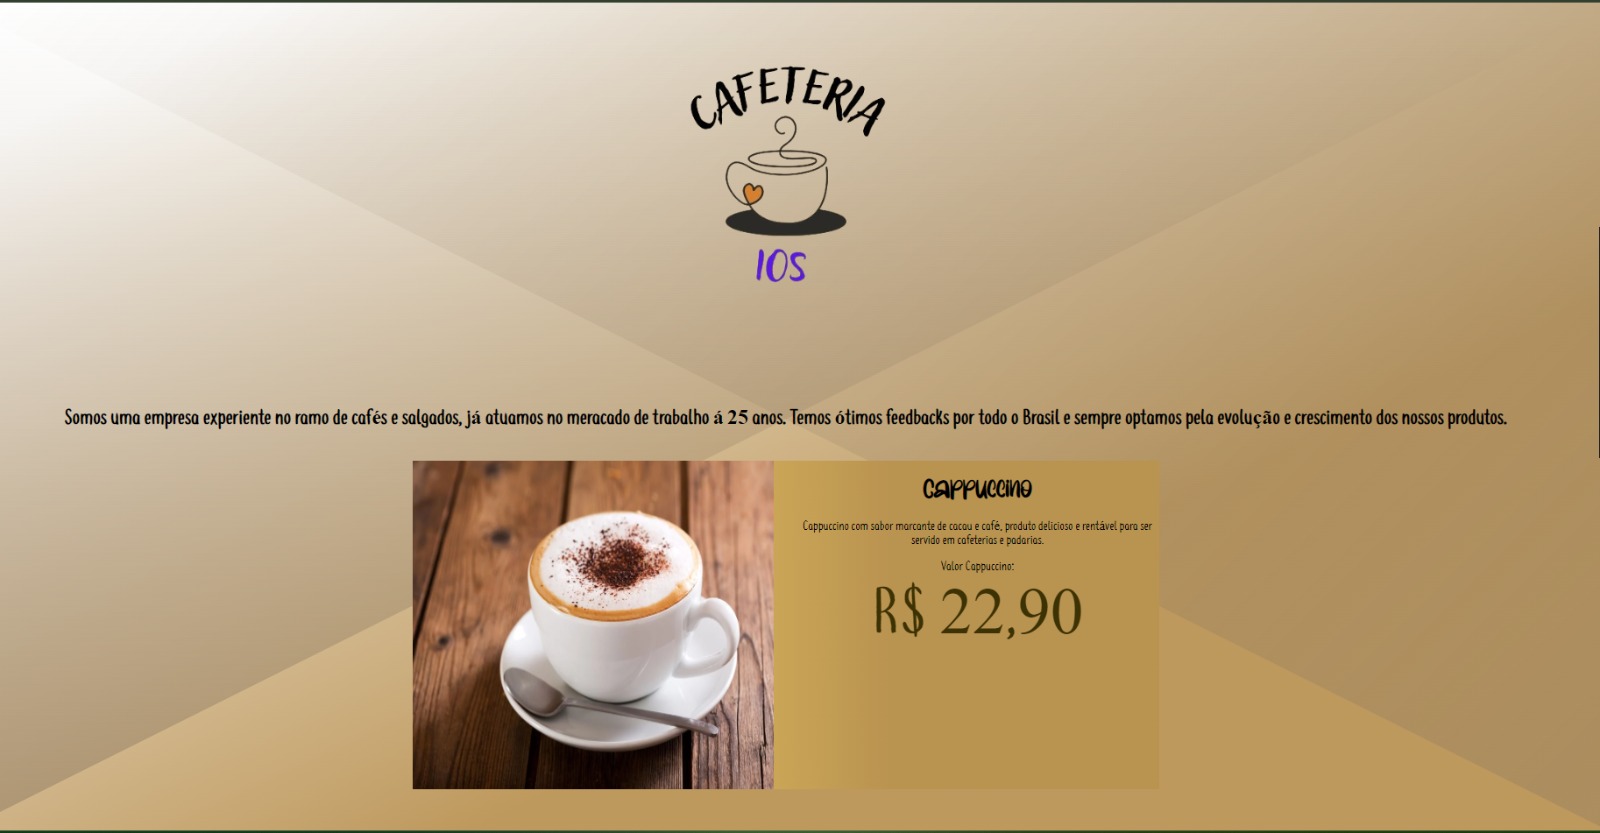 CAFETERIA
IOS
Somos uma empresa experiente no ramo de cafés e salgados, já atuamos no meracado de trabalho á 25 anos. Temos ótimos feedbacks por todo o Brasil e sempre optamos pela evolução e crescimento dos nossos produtos.
Cappuccino
Cappuccino com sabor marcante de cacau e café, produto delicioso e rentável para ser
servido em cafeterias e padarias.
Valor Cappuccino:
R$ 22,90